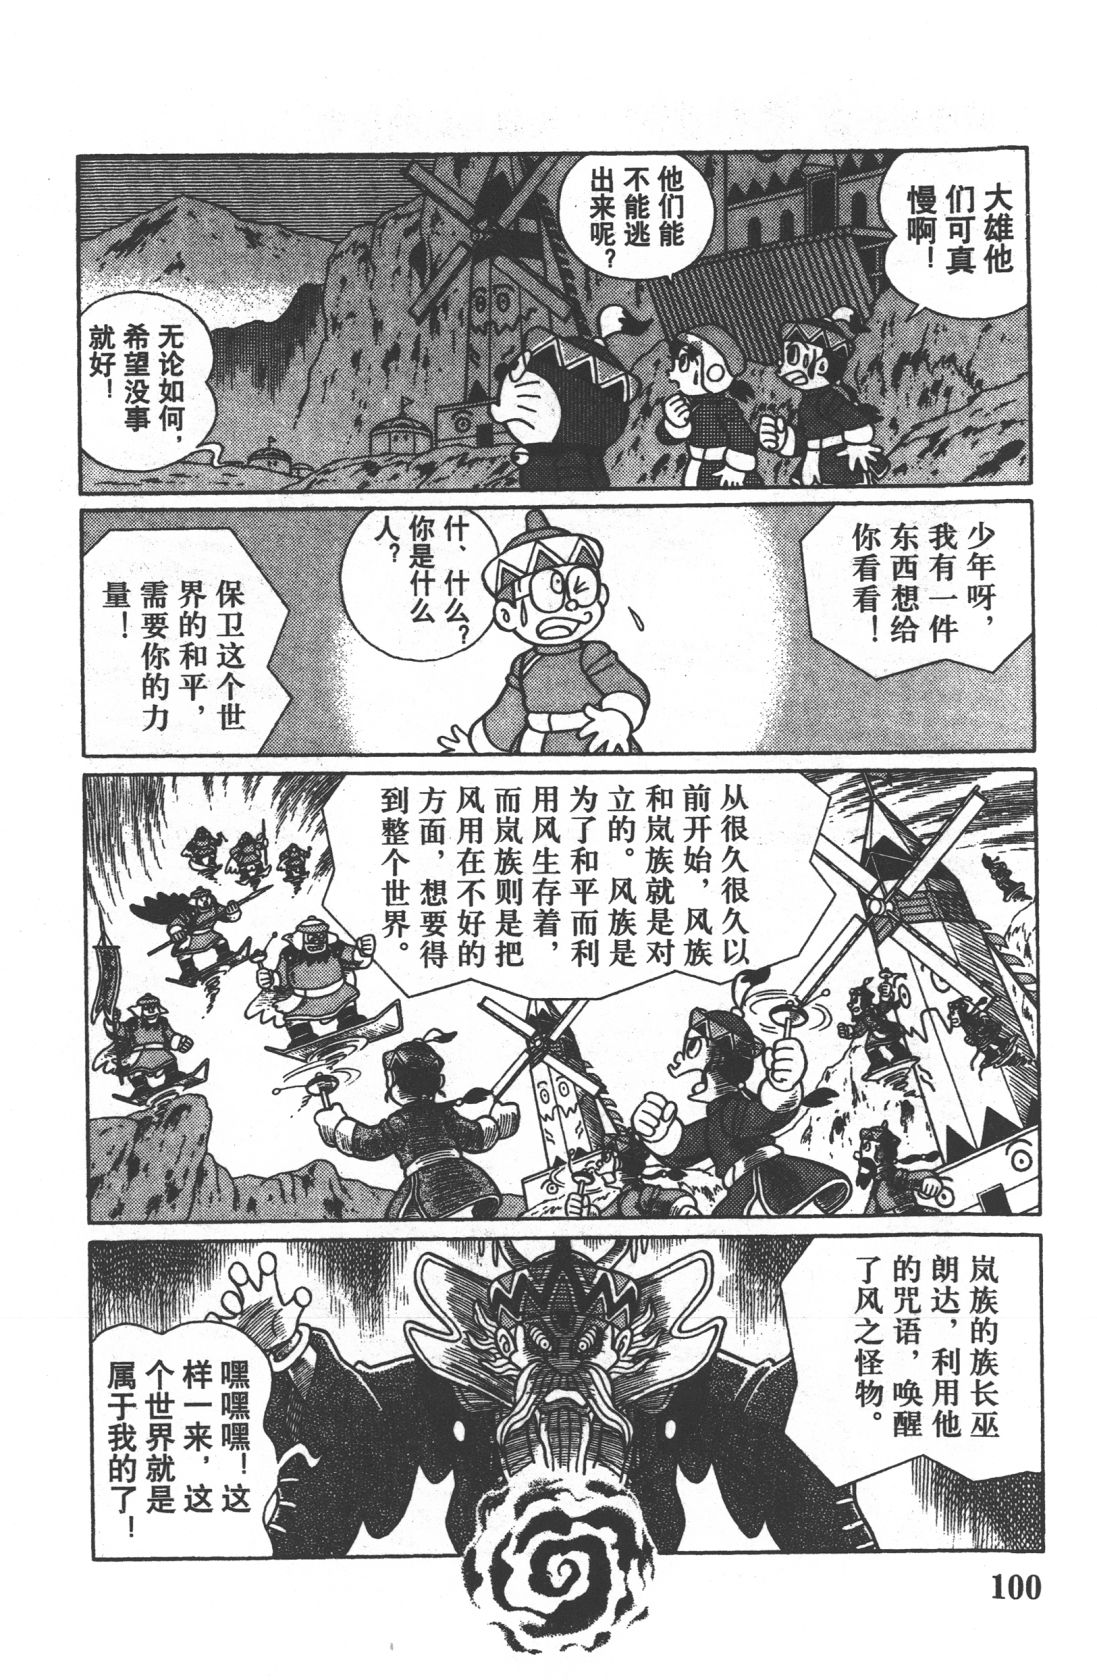 大雄他
们可真
慢啊！
他们能
不能逃
出来呢？
无论如何，
希望没事
就好！
少年呀，
我有一件
东西想给
你看看！
什、什么？
你是什么
人？
保卫这个世
界的和平，
需要你的力
量！
从很久很久以
前开始，风族
和岚族就是对
立的。风族是
为了和平而利
用风生存着，
而岚族则是把
风用在不好的
方面，想要得
到整个世界。
岚族的族长巫
朗达，利用他
的咒语，唤醒
了风之怪物。
嘿嘿嘿！这
样一来，这
个世界就是
属于我的了！
100